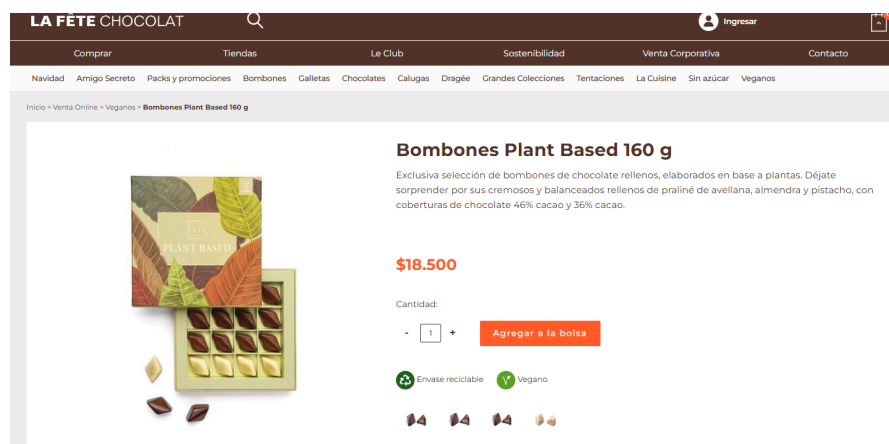 LA FÊTE CHOCOLAT
Ingresar
Comprar Tiendas Le Club Sostenibilidad Venta Corporativa Contacto
Navidad Amigo Secreto Packs y promociones Bombones Galletas Chocolates Calugas Dragée Grandes Colecciones Tentaciones La Cuisine Sin azúcar Veganos
Inicio > Venta Online > Veganos > Bombones Plant Based 160 g
Bombones Plant Based 160 g
Exclusiva selección de bombones de chocolate rellenos, elaborados en base a plantas. Déjate
sorprender por sus cremosos y balanceados rellenos de praliné de avellana, almendra y pistacho, con
coberturas de chocolate 46% cacao y 36% cacao.
FÊTE
PLANT BASED
$18.500
Cantidad:
- 1 +
Agregar a la bolsa
Envase reciclable
Vegano